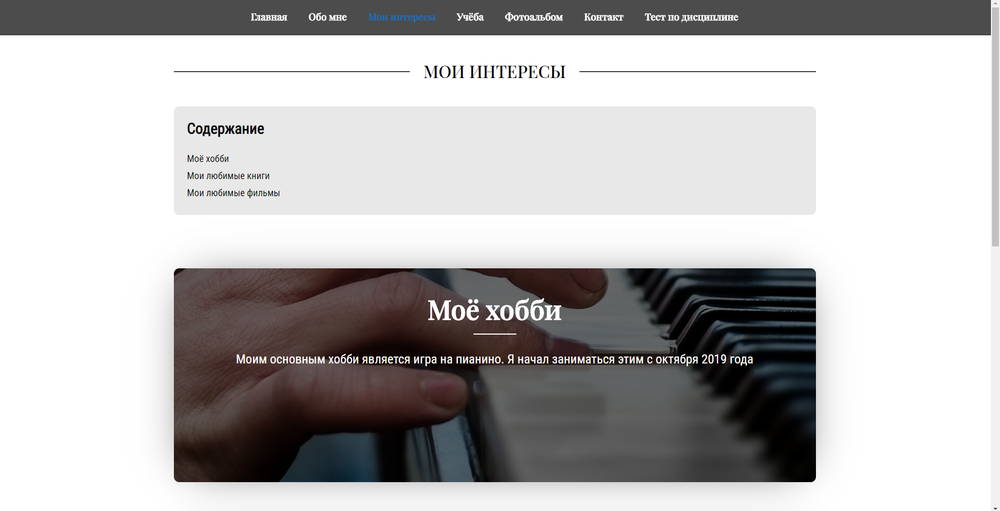 Главная Обо мне Мои интересы Учёба Фотоальбом Контакт Тест по дисциплине
МОИ ИНТЕРЕСЫ
Содержание
Моё хобби
Мои любимые книги
Мои любимые фильмы
Моё хобби
Моим основным хобби является игра на пианино. Я начал заниматься этим с октября 2019 года